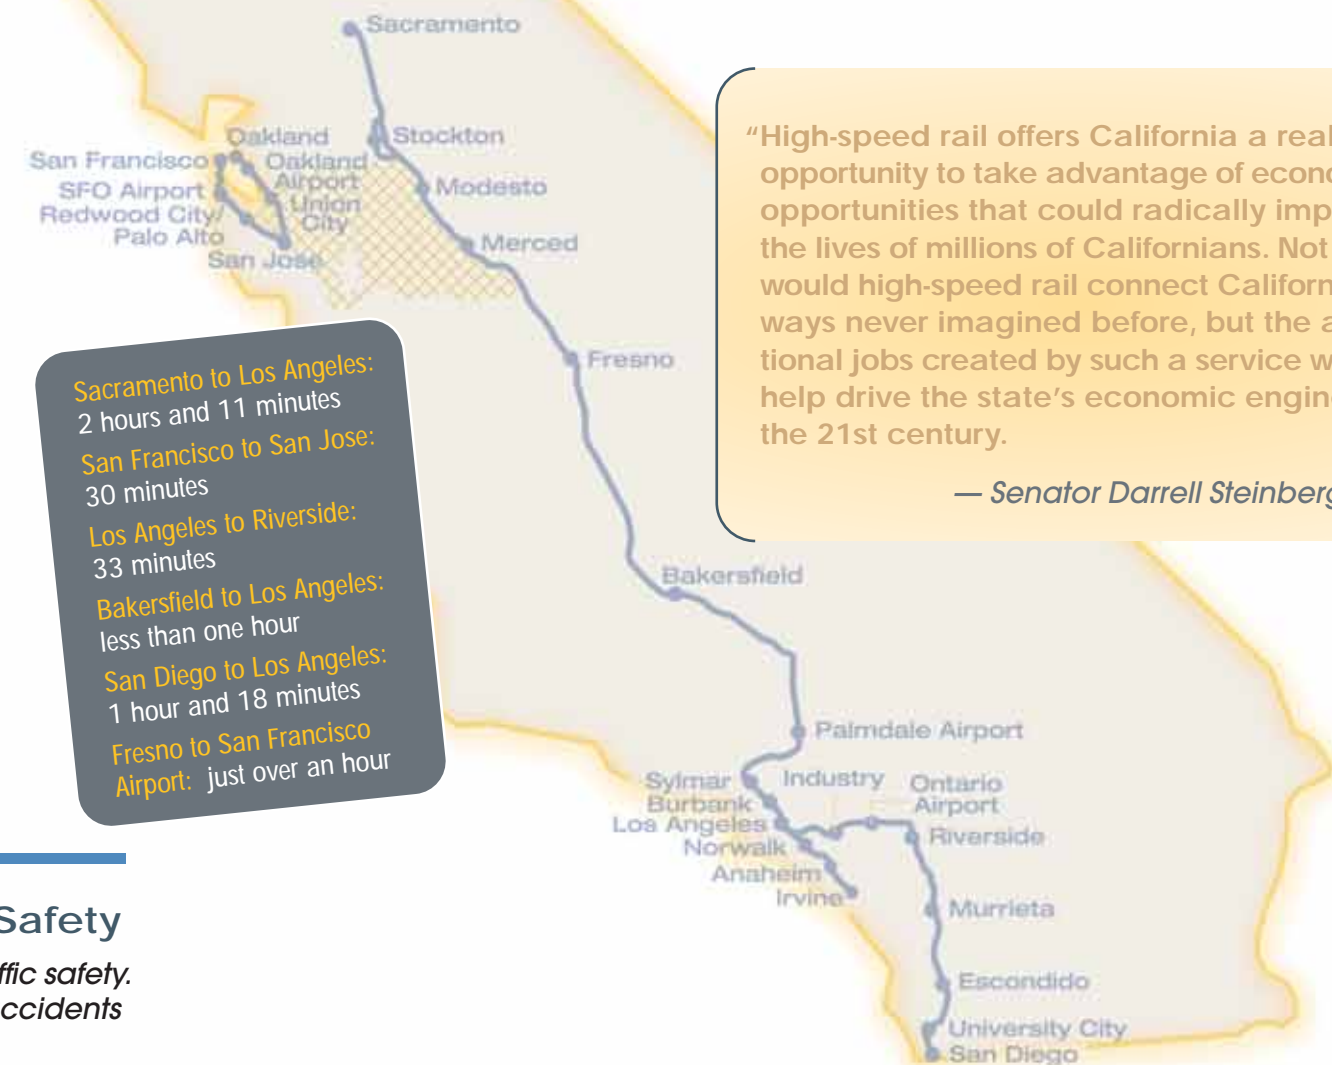 Sacramento
Oakland
Stockton
San Francisco
Oakland
Airport
SFO Airport
Modesto
Union
City
Redwood City/
Palo Alto
Merced
San Jose
Fresno
Bakersfield
Palmdale Airport
Sylmar
Industry
Ontario
Airport
Burbank
Los Angeles
Riverside
Norwalk
Anaheim
Irvine
Murrieta
Escondido
University City
San Diego
“High-speed rail offers California a real
opportunity to take advantage of econo
opportunities that could radically imp
the lives of millions of Californians. Not
would high-speed rail connect Californ
ways never imagined before, but the a
tional jobs created by such a service w
help drive the state’s economic engin
the 21st century.
— Senator Darrell Steinberg
Sacramento to Los Angeles:
2 hours and 11 minutes
San Francisco to San Jose:
30 minutes
Los Angeles to Riverside:
33 minutes
Bakersfield to Los Angeles:
less than one hour
San Diego to Los Angeles:
1 hour and 18 minutes
Fresno to San Francisco
Airport: just over an hour
Safety
ffic safety.
ccidents